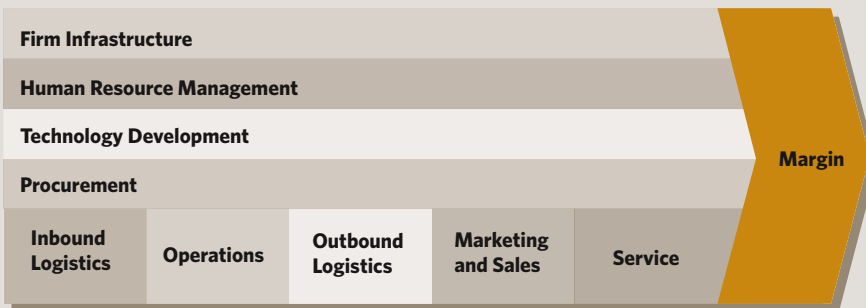 Firm Infrastructure
Human Resource Management
Technology Development
Margin
Procurement
Inbound
Logistics
Operations
Outbound
Logistics
Marketing
and Sales
Service